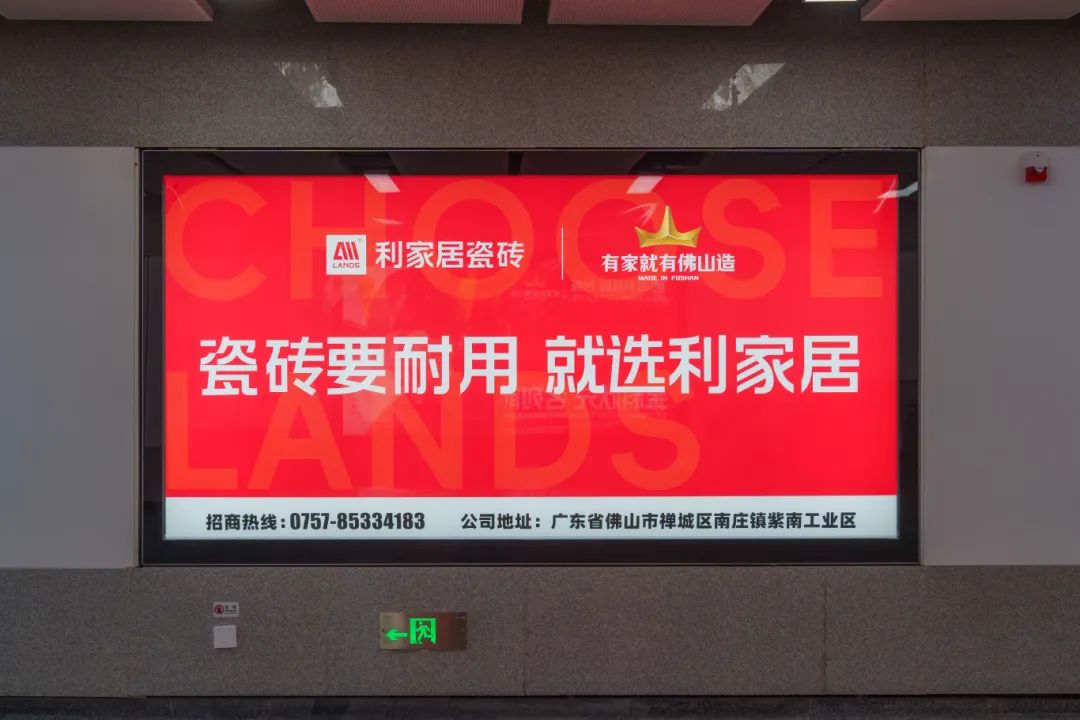 CHOOSE
LANDS
利家居瓷砖
有家就有佛山造
MADE IN FOSHAN
瓷砖要耐用 就选利家居
LANDS
招商热线:0757-85334183 公司地址:广东省佛山市禅城区南庄镇紫南工业区